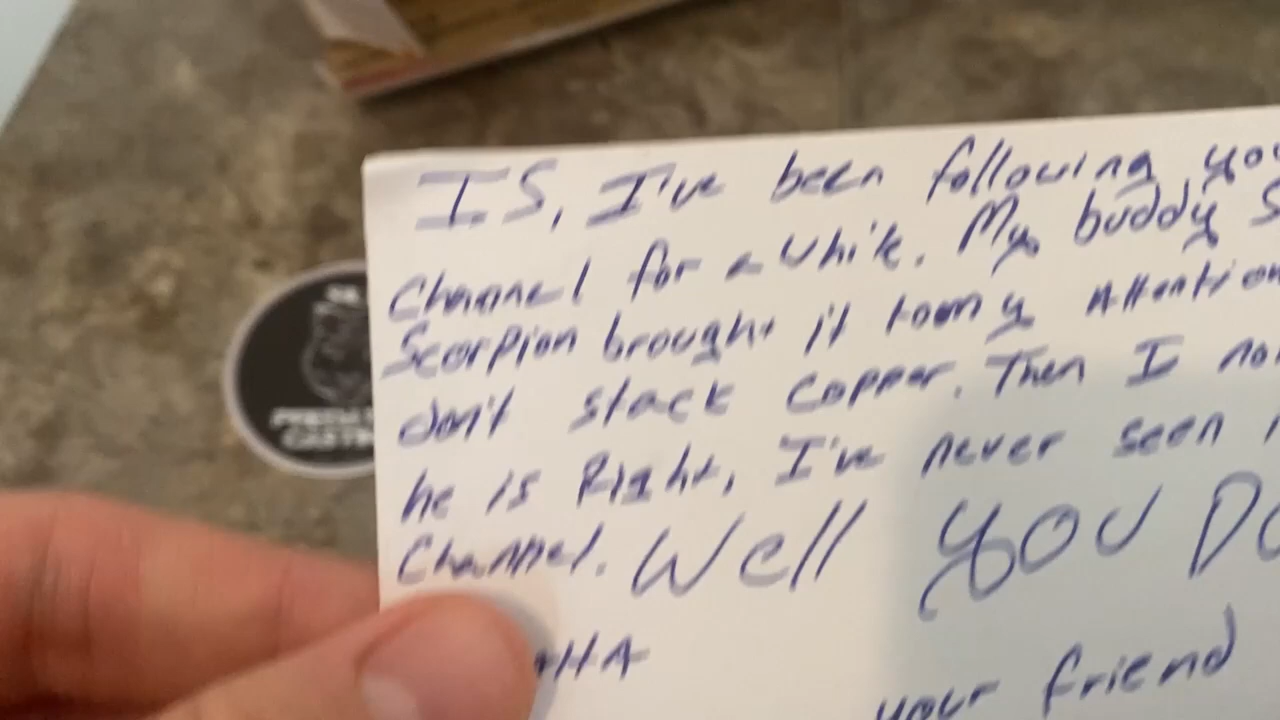 IS, I've been following you
Channel for a while. My buddy S
Scorpion brought it to my Attention
don't stack Copper. Then I no
he is Right, I've never seen i
Channel. Well you Do
HA
your friend